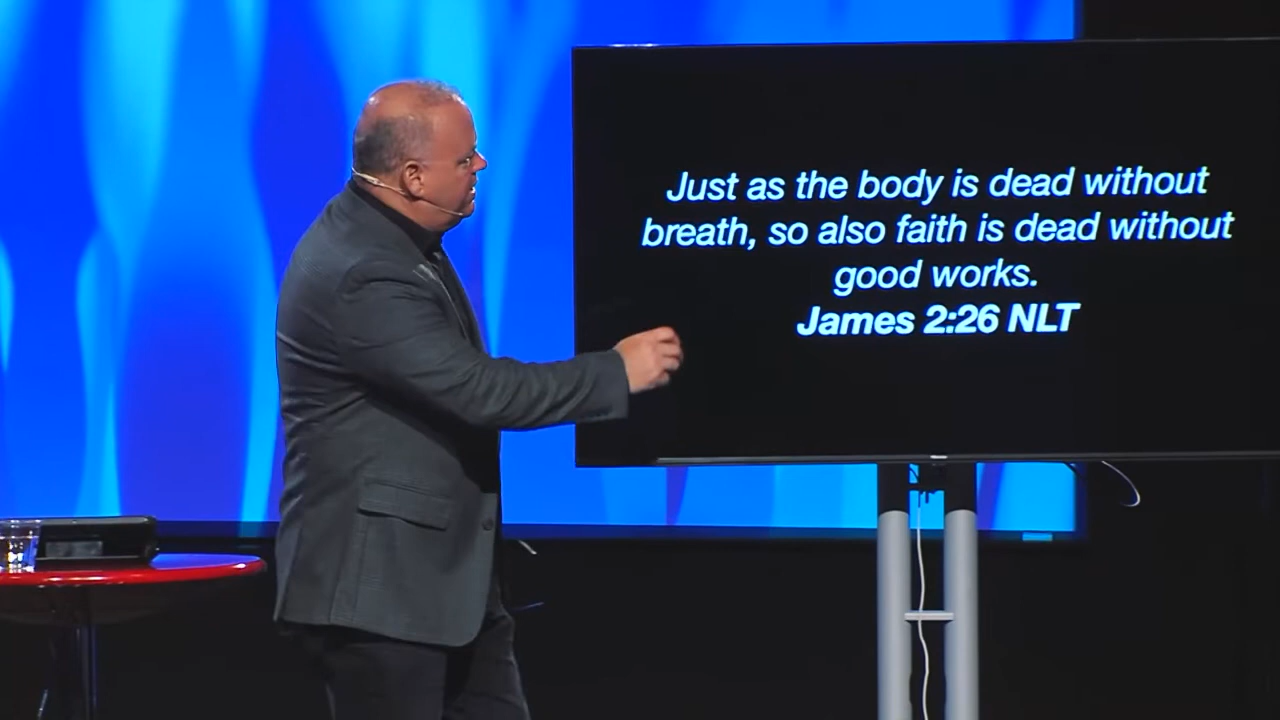 Just as the body is dead without
breath, so also faith is dead without
good works.
James 2:26 NLT